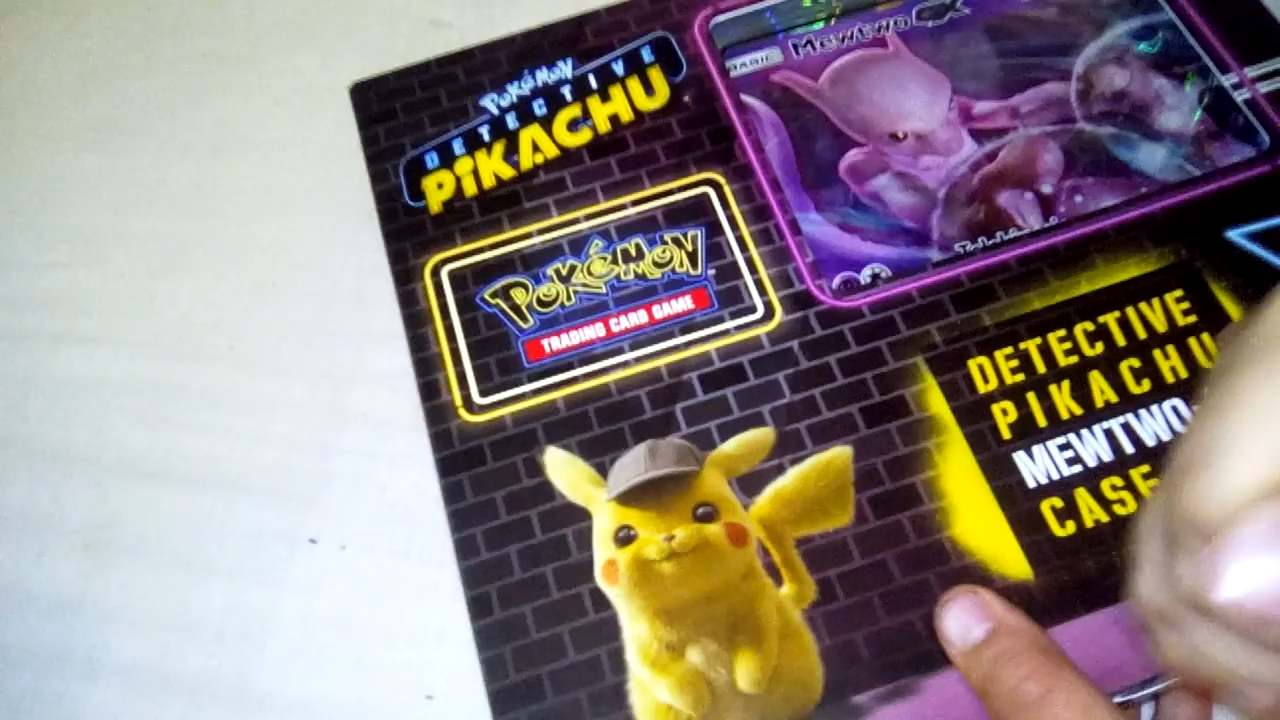 POKÉMON
DETECTIVE
PIKACHU
POKÉMON
TRADING CARD GAME
BASIC
MEWTWO GX
DETECTIVE
PIKACHU
MEWTWO
CASE